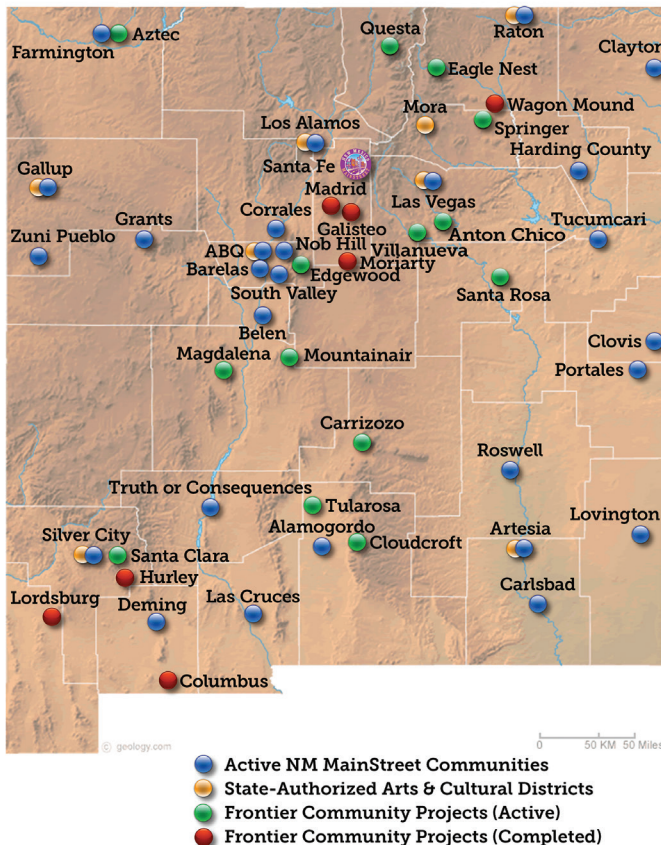 Questa
Raton
Aztec
Farmington
Clayton
Eagle Nest
Mora
Wagon Mound
Springer
Los Alamos
Harding County
Santa Fe
Gallup
Madrid
Las Vegas
Corrales
Galisteo
Tucumcari
Grants
Anton Chico
Zuni Pueblo
ABQ
Nob Hill
Villanueva
Barelas
Edgewood
Moriarty
South Valley
Santa Rosa
Belen
Clovis
Magdalena
Mountainair
Portales
Carrizozo
Roswell
Truth or Consequences
Tularosa
Lovington
Silver City
Alamogordo
Artesia
Santa Clara
Cloudcroft
Hurley
Lordsburg
Deming
Las Cruces
Carlsbad
Columbus
© geology.com
0 50 KM 50 Miles
Active NM MainStreet Communities
State-Authorized Arts & Cultural Districts
Frontier Community Projects (Active)
Frontier Community Projects (Completed)